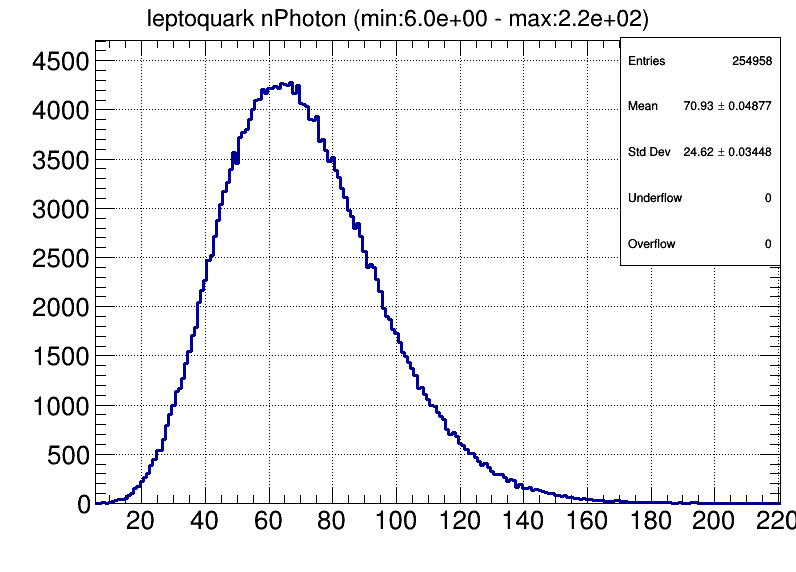 leptoquark nPhoton (min:6.0e+00 - max:2.2e+02)
Entries 254958
Mean 70.93 ± 0.04877
Std Dev 24.62 ± 0.03448
Underflow 0
Overflow 0
4500
4000
3500
3000
2500
2000
1500
1000
500
0
20 40 60 80 100 120 140 160 180 200 220